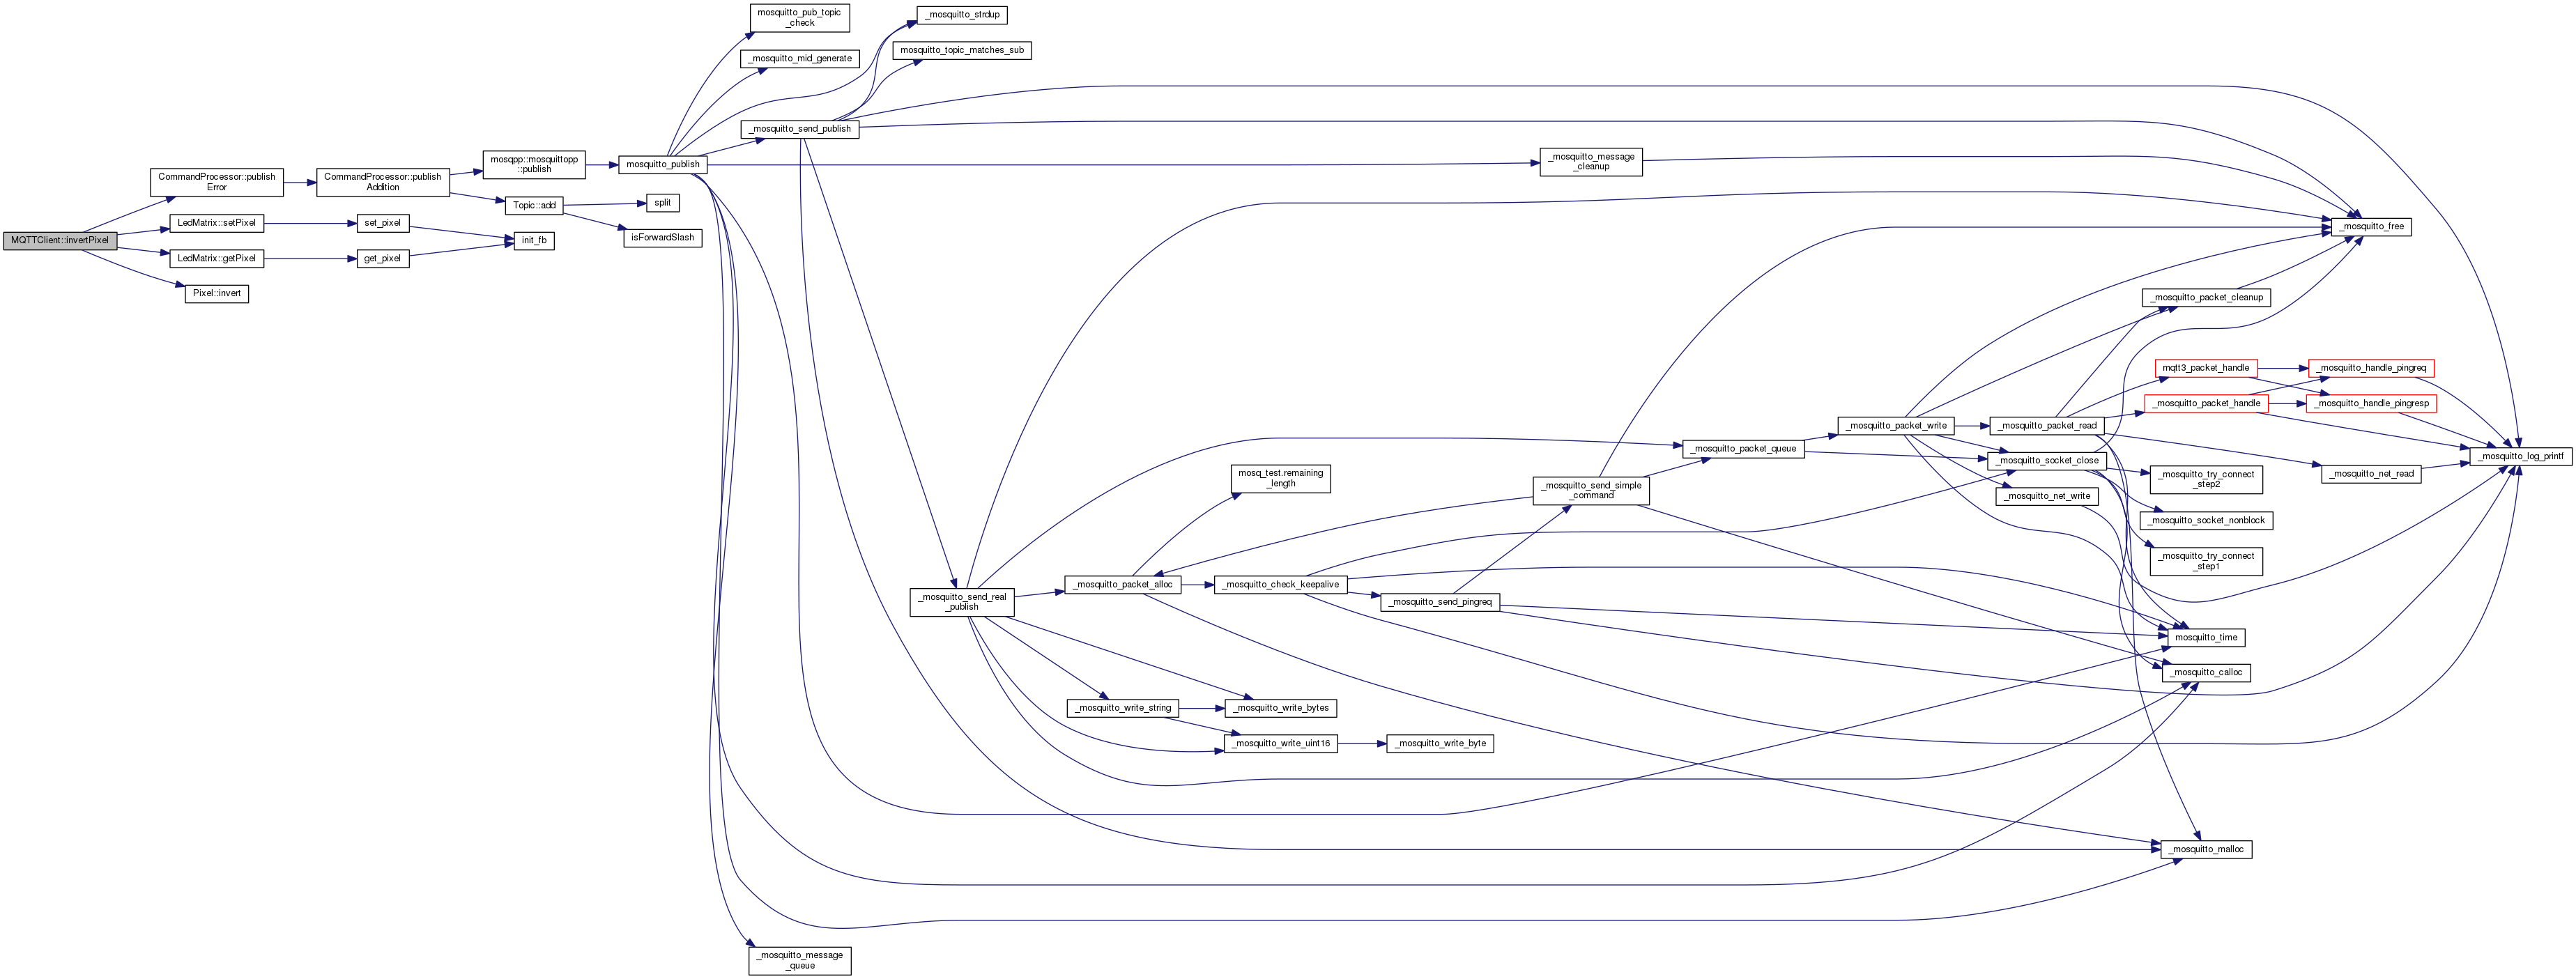 MQTTClient::invertPixel
CommandProcessor::publish
Error
LedMatrix::setPixel
LedMatrix::getPixel
Pixel::invert
CommandProcessor::publish
Addition
set_pixel
get_pixel
mosqpp::mosquittopp
::publish
Topic::add
init_fb
mosquitto_publish
split
isForwardSlash
mosquitto_pub_topic
_check
_mosquitto_mid_generate
_mosquitto_send_publish
_mosquitto_message
_queue
_mosquitto_strdup
mosquitto_topic_matches_sub
_mosquitto_send_real
_publish
mosq_test.remaining
_length
_mosquitto_packet_alloc
_mosquitto_check_keepalive
_mosquitto_send_pingreq
_mosquitto_write_string
_mosquitto_write_bytes
_mosquitto_write_uint16
_mosquitto_write_byte
_mosquitto_message
_cleanup
_mosquitto_send_simple
_command
_mosquitto_packet_queue
_mosquitto_packet_write
_mosquitto_packet_read
_mosquitto_socket_close
_mosquitto_net_write
_mosquitto_free
_mosquitto_packet_cleanup
mqtt3_packet_handle
_mosquitto_packet_handle
_mosquitto_handle_pingreq
_mosquitto_handle_pingresp
_mosquitto_net_read
_mosquitto_log_printf
_mosquitto_try_connect
_step2
_mosquitto_socket_nonblock
_mosquitto_try_connect
_step1
mosquitto_time
_mosquitto_calloc
_mosquitto_malloc